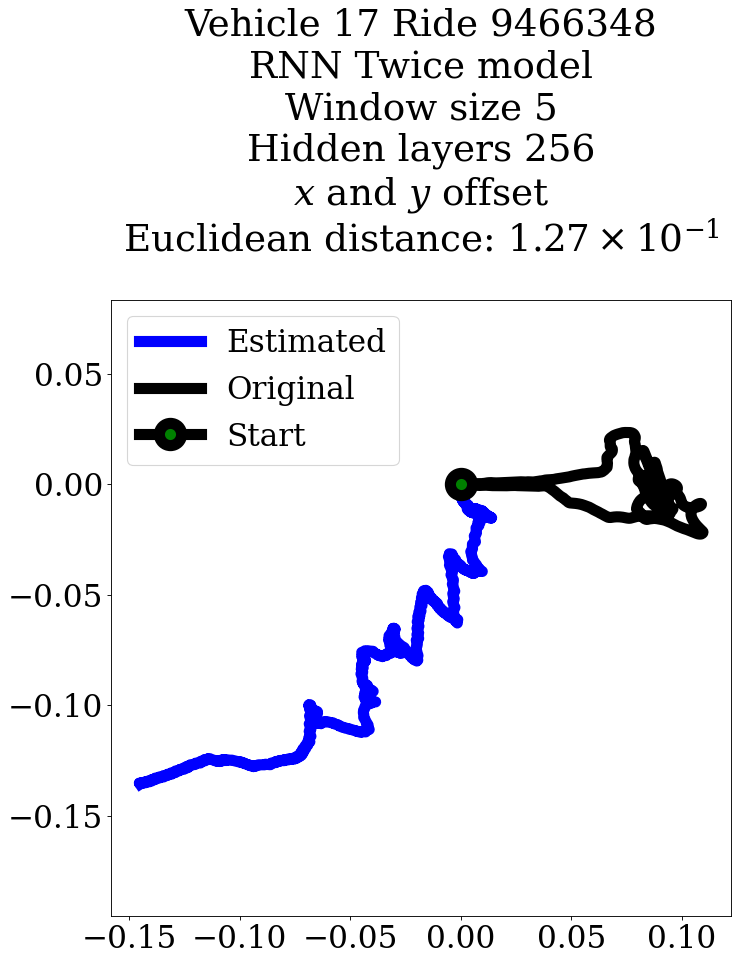 Vehicle 17 Ride 9466348
RNN Twice model
Window size 5
Hidden layers 256
x and y offset
Euclidean distance: 1.27 × 10⁻¹
Estimated
Original
Start
0.05
0.00
−0.05
−0.10
−0.15
−0.15 −0.10 −0.05 0.00 0.05 0.10